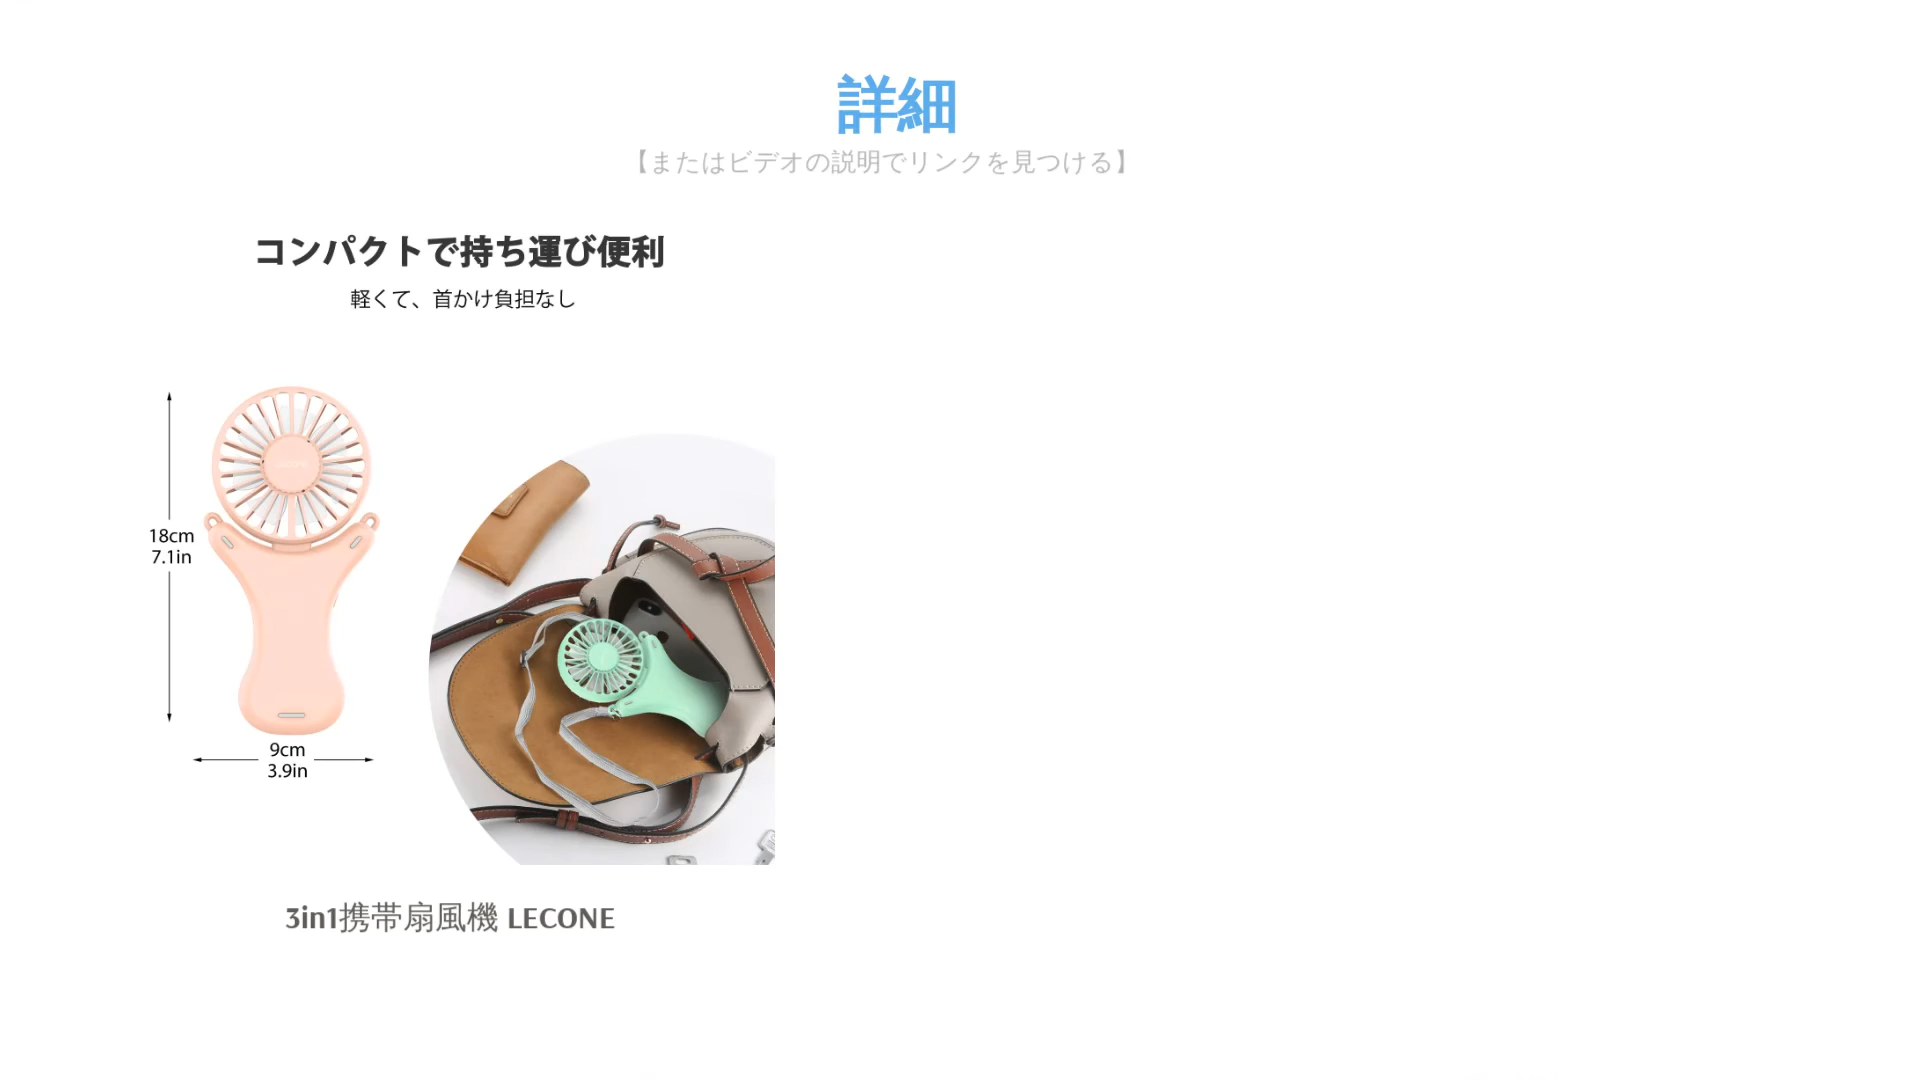 詳細
【またはビデオの説明でリンクを見つける】
コンパクトで持ち運び便利
軽くて、首かけ負担なし
18cm
7.1in
9cm
3.9in
3in1携帯扇風機 LECONE